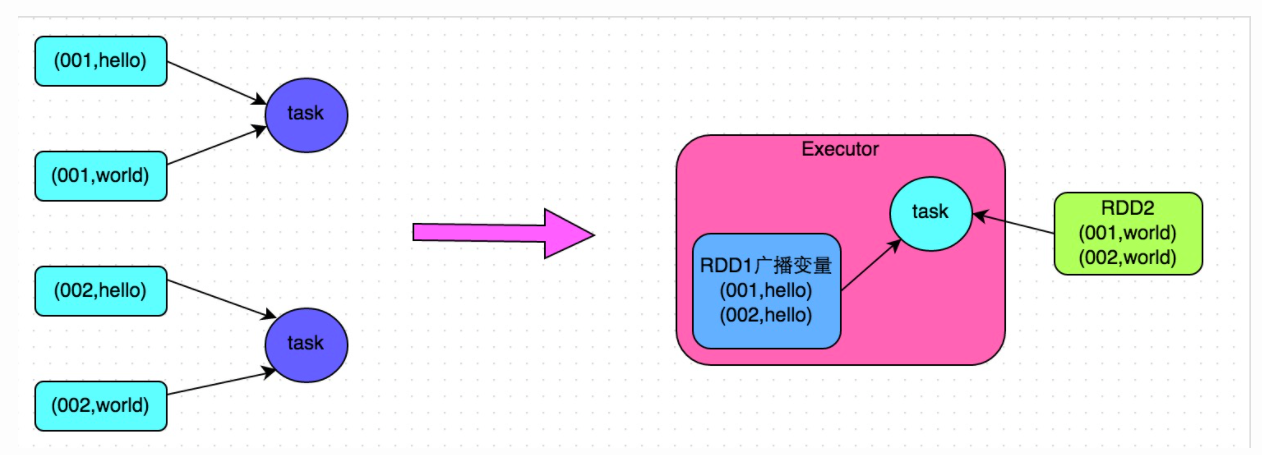 (001,hello)
task
(001,world)
(002,hello)
task
(002,world)
Executor
task
RDD1广播变量
(001,hello)
(002,hello)
RDD2
(001,world)
(002,world)